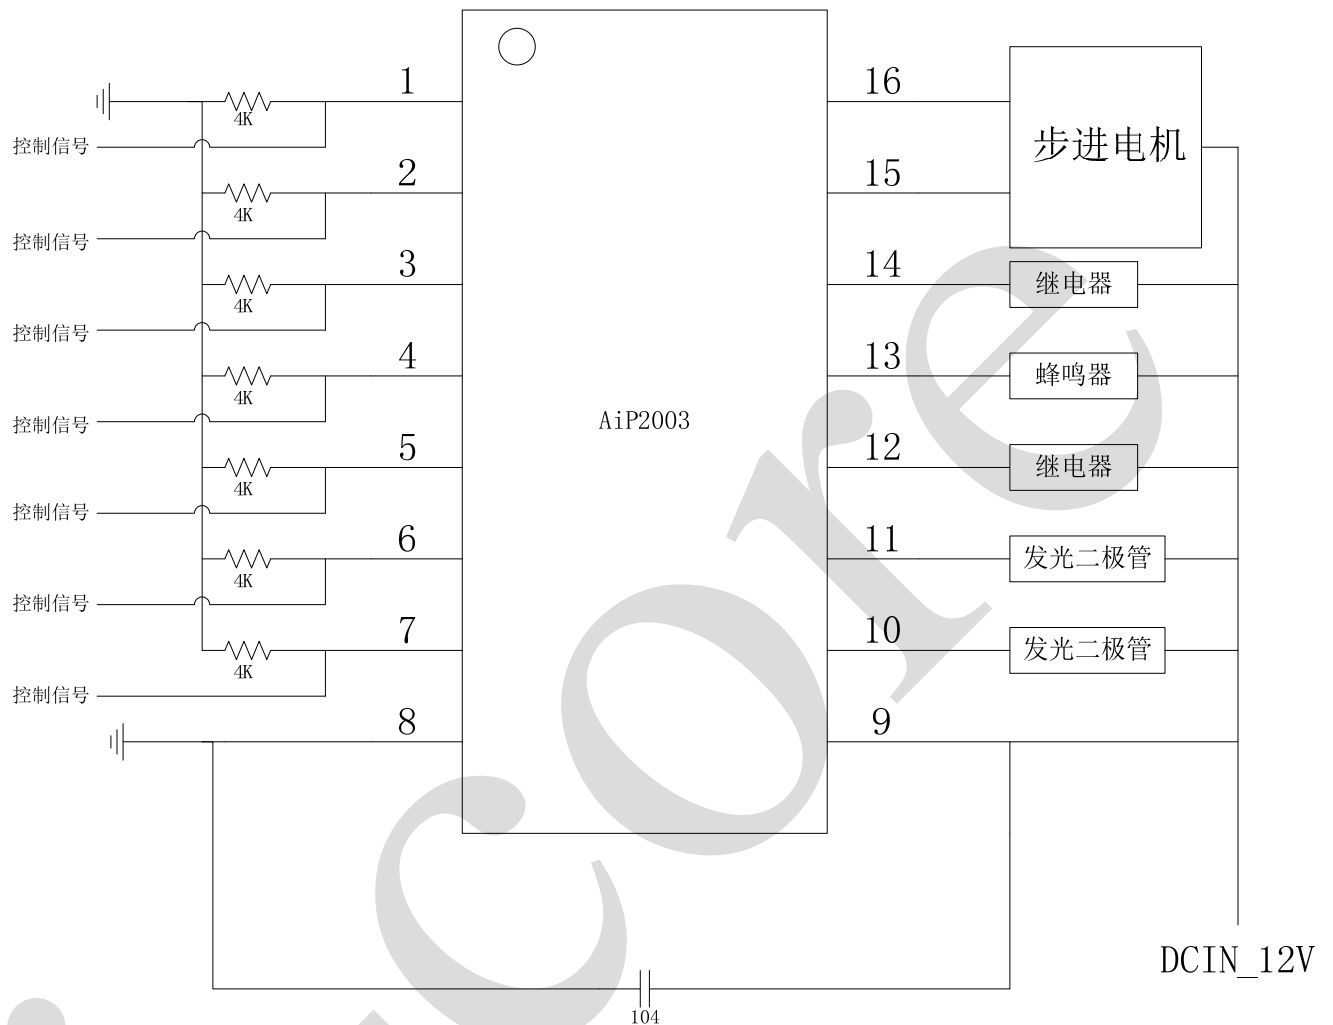 1
16
4K
控制信号
步进电机
2
15
4K
控制信号
3
14
继电器
4K
控制信号
4
13
蜂鸣器
4K
控制信号
AiP2003
5
12
继电器
4K
控制信号
6
11
发光二极管
4K
控制信号
7
10
发光二极管
4K
控制信号
8
9
DCIN_12V
104
icore